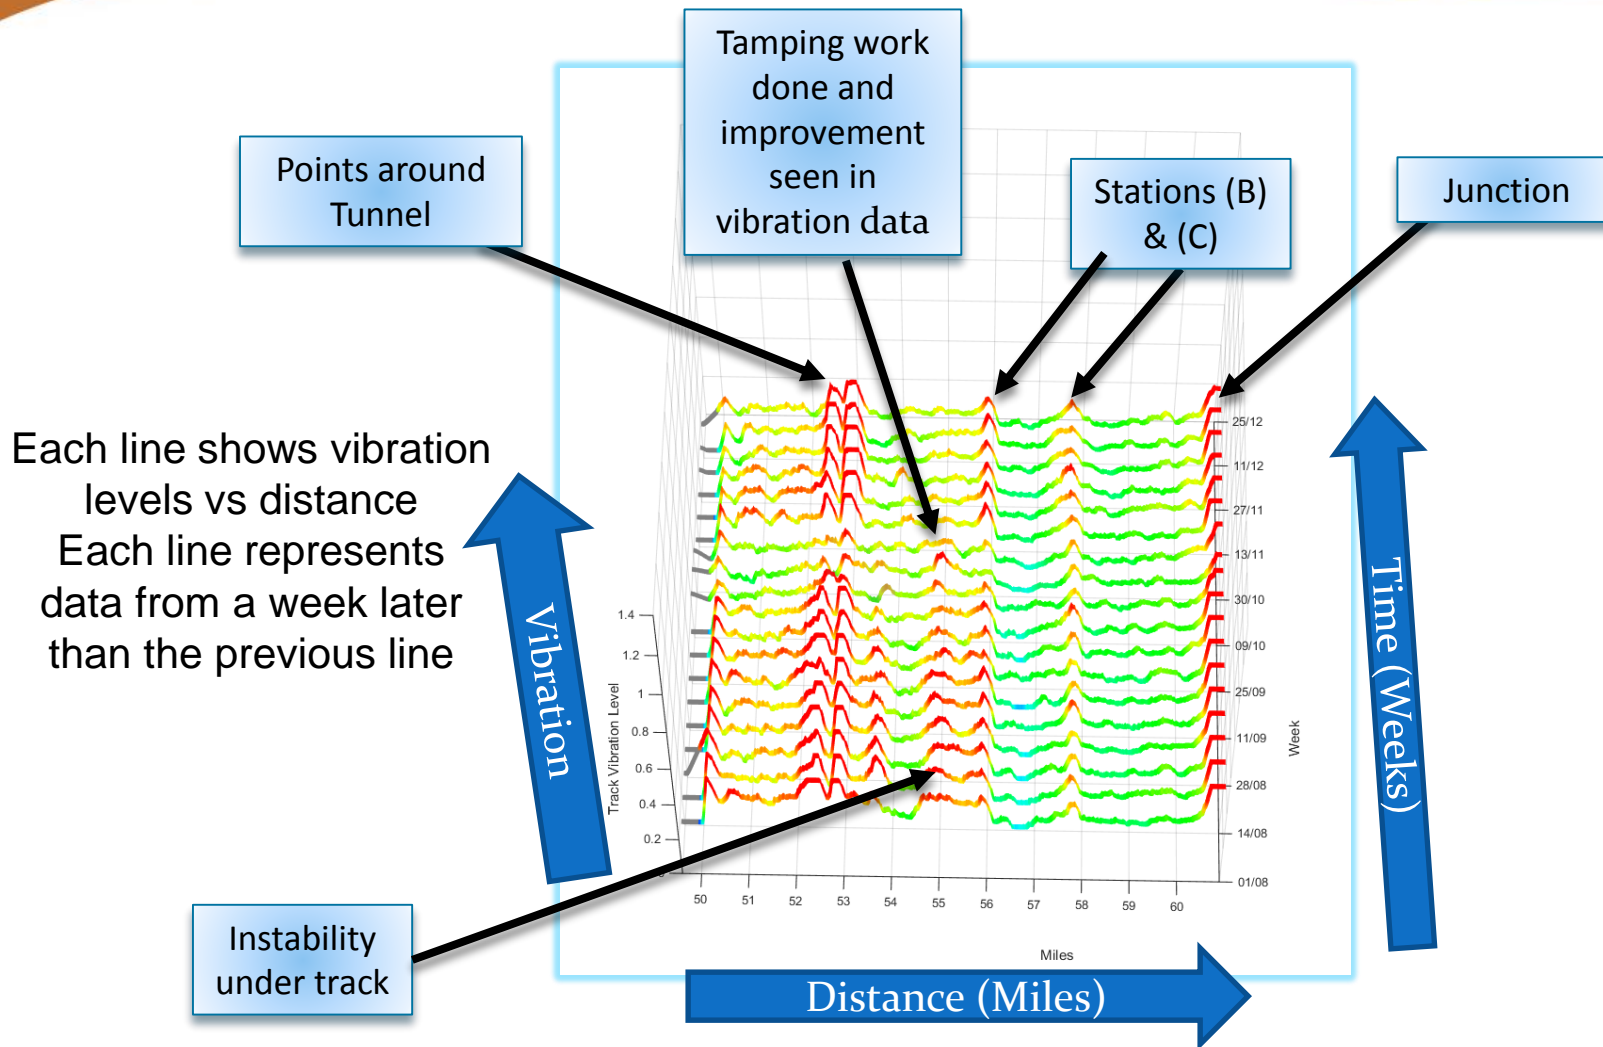 Tamping work
done and
improvement
seen in
vibration data
Points around
Tunnel
Stations (B)
& (C)
Junction
Each line shows vibration
levels vs distance
Each line represents
data from a week later
than the previous line
Vibration
Track Vibration Level
1.4
1.2
1
0.8
0.6
0.4
0.2
25/12
11/12
27/11
13/11
30/10
09/10
25/09
11/09
28/08
14/08
01/08
Week
Time (Weeks)
50 51 52 53 54 55 56 57 58 59 60
Miles
Instability
under track
Distance (Miles)